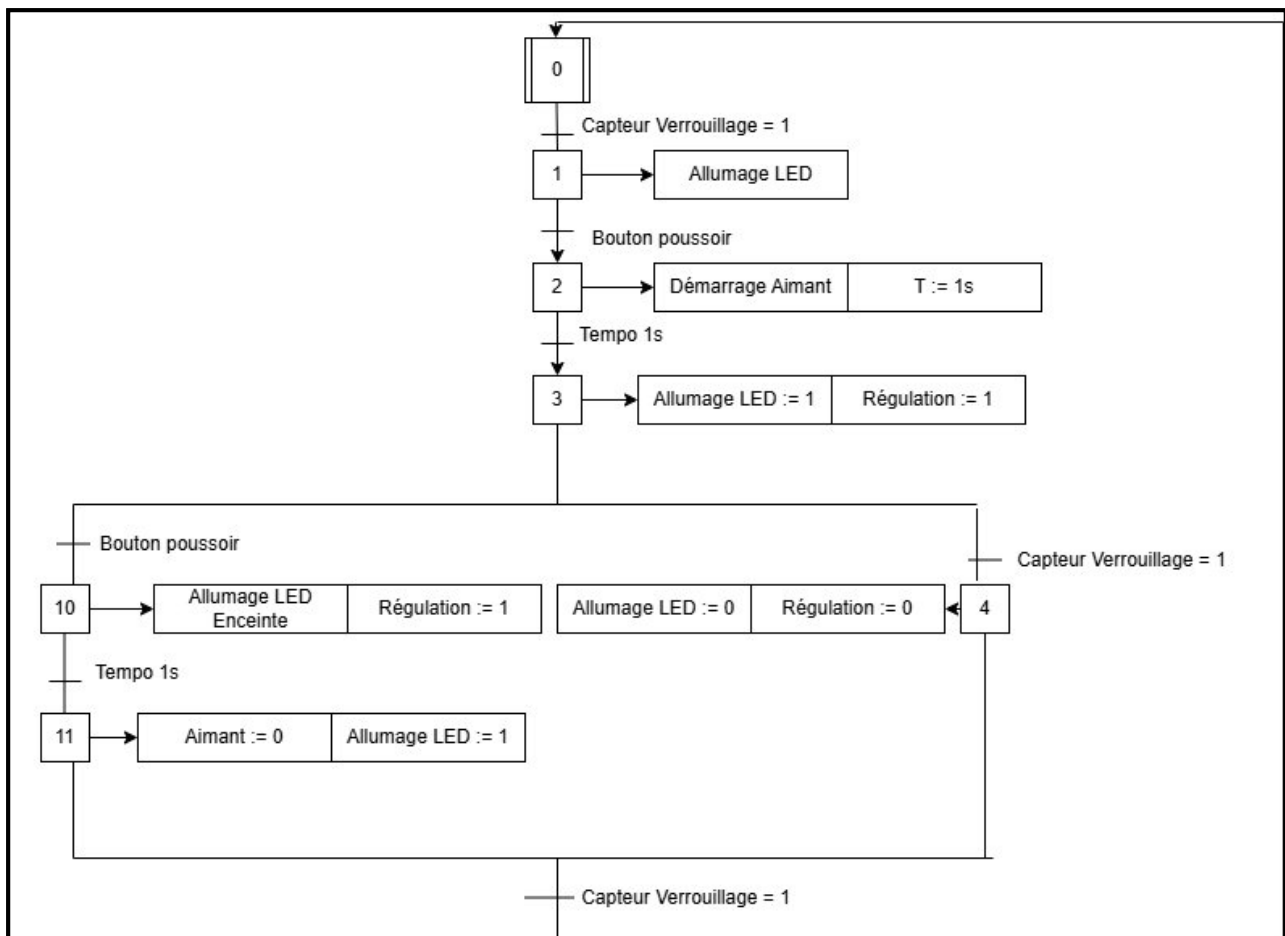 0
Capteur Verrouillage = 1
1
Allumage LED
Bouton poussoir
2
Démarrage Aimant
T := 1s
Tempo 1s
3
Allumage LED := 1
Régulation := 1
Bouton poussoir
Capteur Verrouillage = 1
10
Allumage LED
Enceinte
Régulation := 1
Allumage LED := 0
Régulation := 0
4
Tempo 1s
11
Aimant := 0
Allumage LED := 1
Capteur Verrouillage = 1